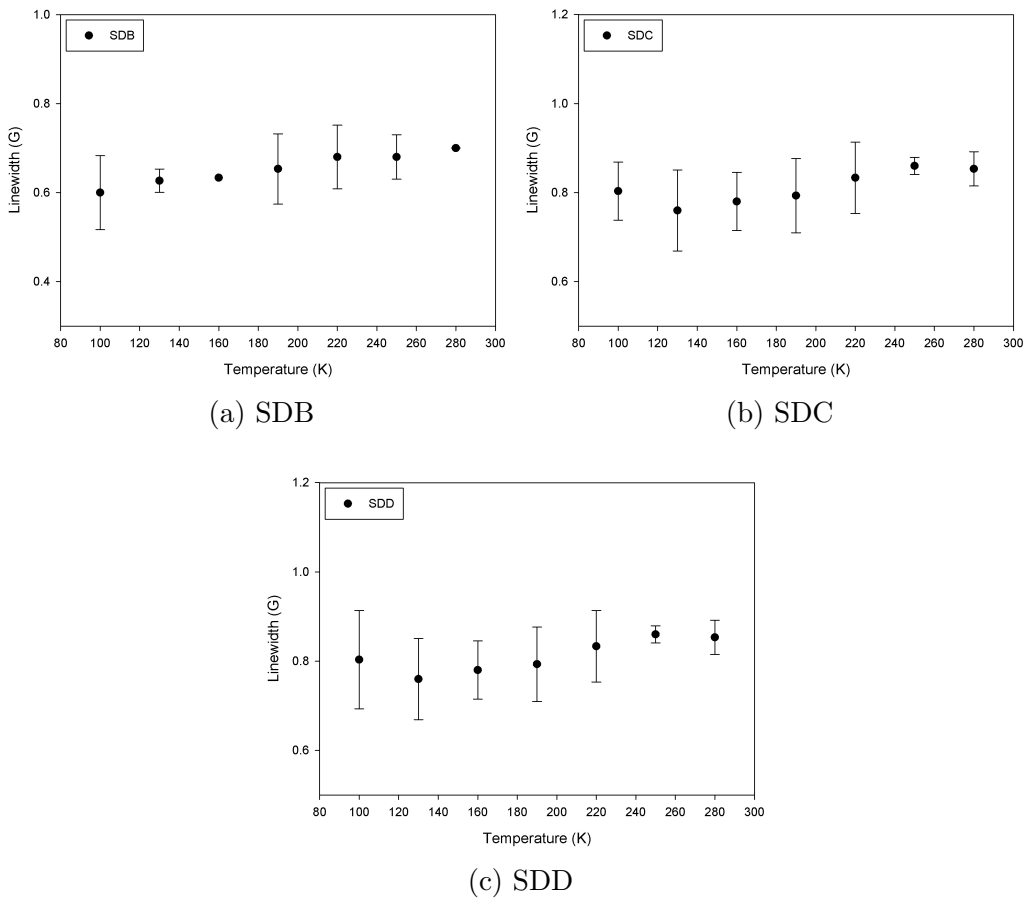 SDB
Linewidth (G)
1.0
0.8
0.6
0.4
80 100 120 140 160 180 200 220 240 260 280 300
Temperature (K)
(a) SDB
SDC
Linewidth (G)
1.2
1.0
0.8
0.6
80 100 120 140 160 180 200 220 240 260 280 300
Temperature (K)
(b) SDC
SDD
Linewidth (G)
1.2
1.0
0.8
0.6
80 100 120 140 160 180 200 220 240 260 280 300
Temperature (K)
(c) SDD